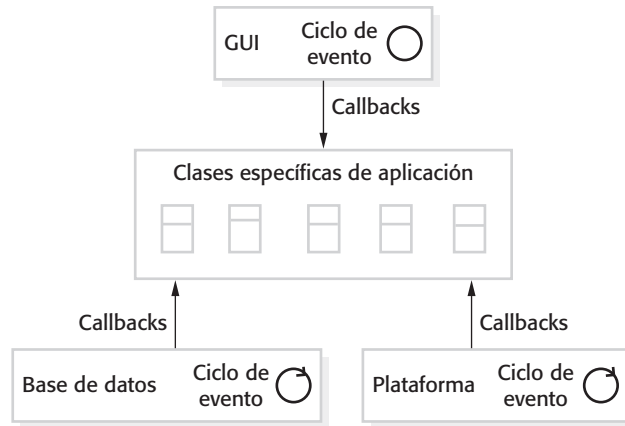 GUI
Ciclo de
evento
Callbacks
Clases específicas de aplicación
Callbacks
Callbacks
Base de datos
Ciclo de
evento
Plataforma
Ciclo de
evento